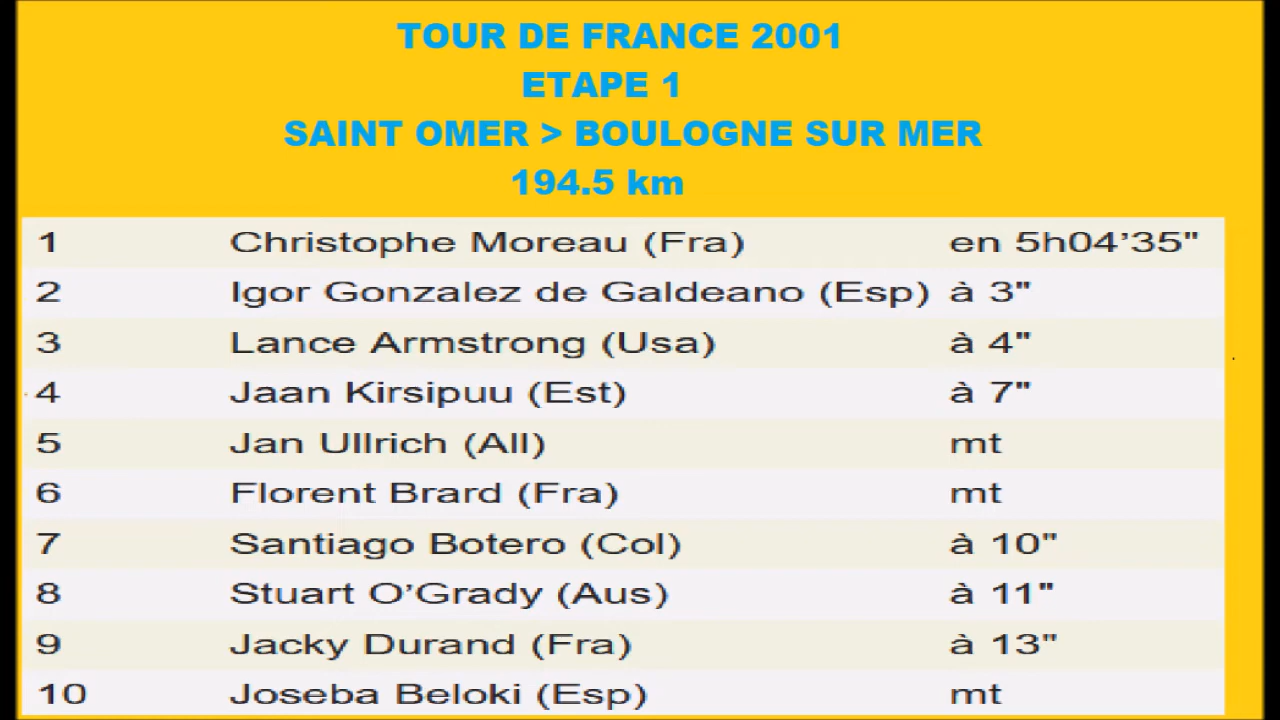 TOUR DE FRANCE 2001
ETAPE 1
SAINT OMER > BOULOGNE SUR MER
194.5 km
1 Christophe Moreau (Fra) en 5h04’35"
2 Igor Gonzalez de Galdeano (Esp) à 3"
3 Lance Armstrong (Usa) à 4"
4 Jaan Kirsipuu (Est) à 7"
5 Jan Ullrich (All) mt
6 Florent Brard (Fra) mt
7 Santiago Botero (Col) à 10"
8 Stuart O’Grady (Aus) à 11"
9 Jacky Durand (Fra) à 13"
10 Joseba Beloki (Esp) mt